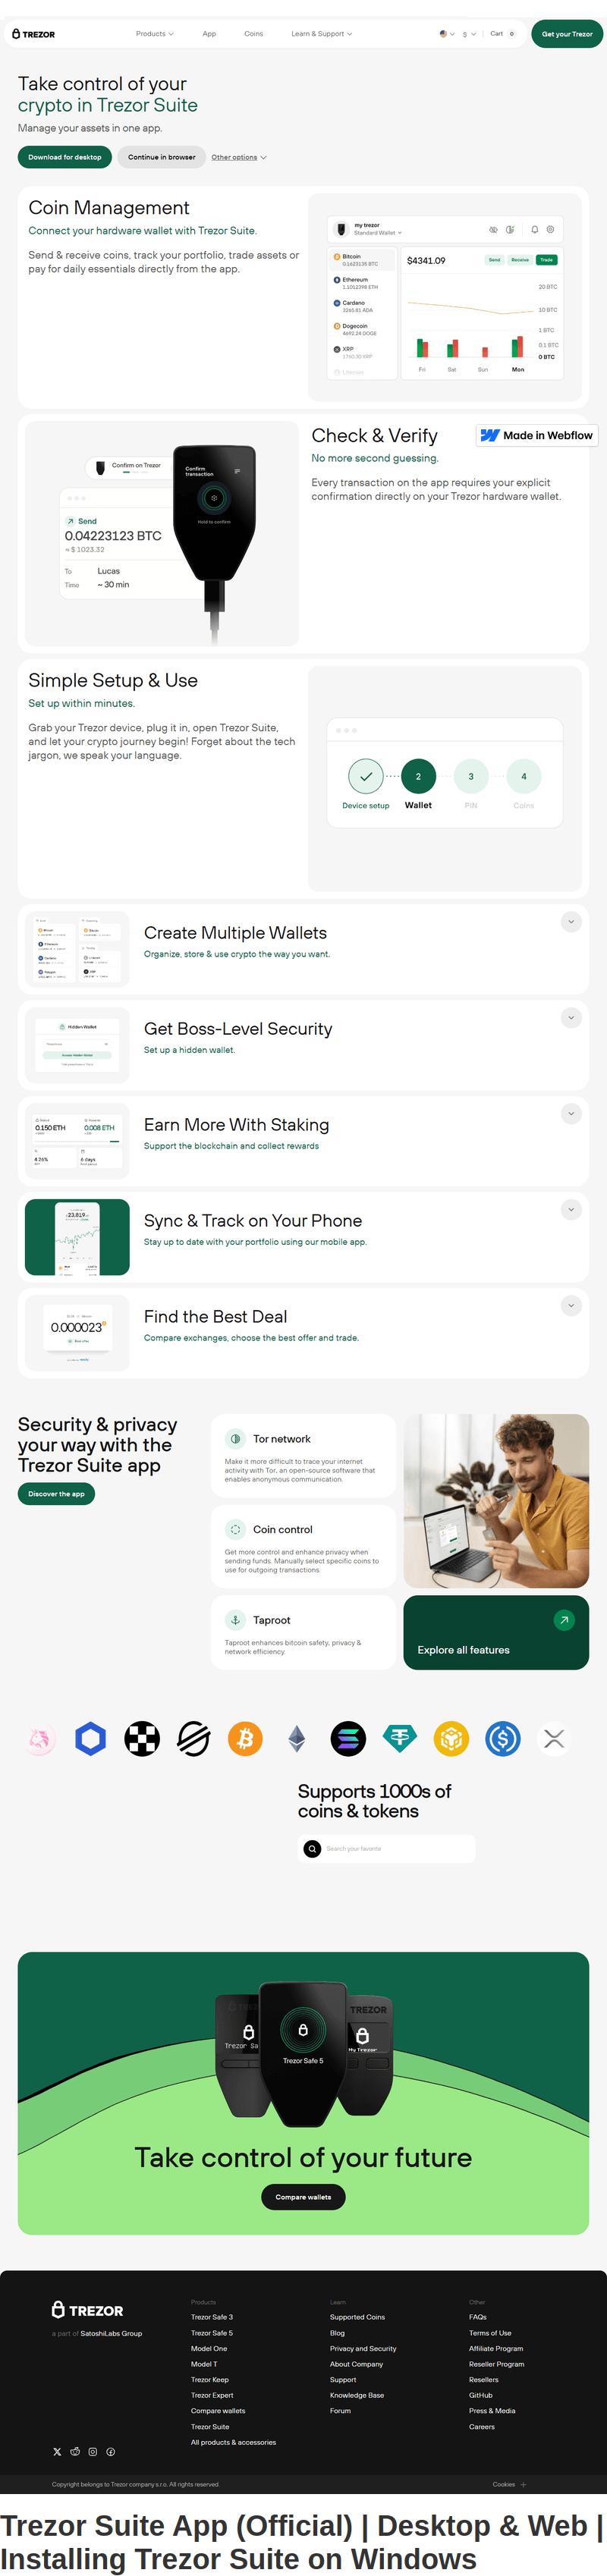 TREZOR
Products
App
Coins
Learn & Support
$
Cart 0
Get your Trezor
Take control of your
crypto in Trezor Suite
Manage your assets in one app.
Download for desktop
Continue in browser
Other options
Coin Management
Connect your hardware wallet with Trezor Suite.
Send & receive coins, track your portfolio, trade assets or
pay for daily essentials directly from the app.
my trezor
Standard Wallet
Bitcoin
0.1623135 BTC
Ethereum
1.1012398 ETH
Cardano
3265.81 ADA
Dogecoin
4692.24 DOGE
XRP
1760.30 XRP
Litecoin
$4341.09
Send
Receive
Trade
20 BTC
10 BTC
1 BTC
0.1 BTC
0 BTC
Fri
Sat
Sun
Mon
Confirm on Trezor
Send
0.04223123 BTC
≈ $ 1023.32
To
Lucas
Time
~ 30 min
Confirm
transaction
Hold to confirm
Check & Verify
Made in Webflow
No more second guessing.
Every transaction on the app requires your explicit
confirmation directly on your Trezor hardware wallet.
Simple Setup & Use
Set up within minutes.
Grab your Trezor device, plug it in, open Trezor Suite,
and let your crypto journey begin! Forget about the tech
jargon, we speak your language.
2
3
4
Device setup
Wallet
PIN
Coins
Create Multiple Wallets
Organize, store & use crypto the way you want.
Hidden Wallet
Get Boss-Level Security
Set up a hidden wallet.
0.150 ETH
0.008 ETH
4.26%
6 days
Earn More With Staking
Support the blockchain and collect rewards
23,819
Sync & Track on Your Phone
Stay up to date with your portfolio using our mobile app.
0.000023
Find the Best Deal
Compare exchanges, choose the best offer and trade.
Security & privacy
your way with the
Trezor Suite app
Discover the app
Tor network
Make it more difficult to trace your internet
activity with Tor, an open-source software that
enables anonymous communication
Coin control
Get more control and enhance privacy when
sending funds. Manually select specific coins to
use for outgoing transactions.
Taproot
Taproot enhances bitcoin safety, privacy &
network efficiency.
Explore all features
Supports 1000s of
coins & tokens
Search your favorite
TREZOR
Trezor Sa
Trezor Safe 5
My Trezor
Take control of your future
Compare wallets
TREZOR
a part of SatoshiLabs Group
Products
Trezor Safe 3
Trezor Safe 5
Model One
Model T
Trezor Keep
Trezor Expert
Compare wallets
Trezor Suite
All products & accessories
Learn
Supported Coins
Blog
Privacy and Security
About Company
Support
Knowledge Base
Forum
Other
FAQs
Terms of Use
Affiliate Program
Reseller Program
Resellers
GitHub
Press & Media
Careers
Copyright belongs to Trezor company s.r.o. All rights reserved.
Cookies
Trezor Suite App (Official) | Desktop & Web |
Installing Trezor Suite on Windows